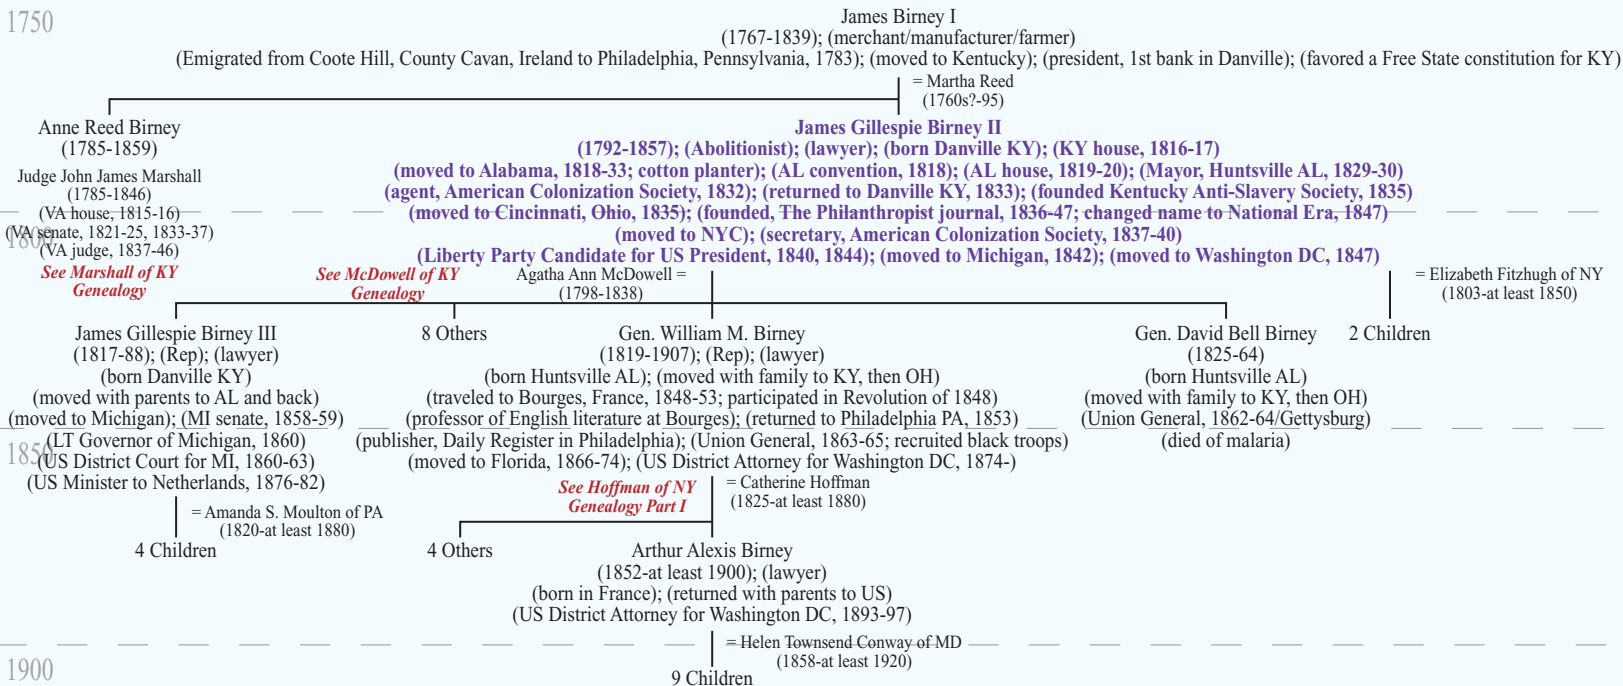 1750
James Birney I
(1767-1839); (merchant/manufacturer/farmer)
(Emigrated from Coote Hill, County Cavan, Ireland to Philadelphia, Pennsylvania, 1783); (moved to Kentucky); (president, 1st bank in Danville); (favored a Free State constitution for KY)
= Martha Reed
(1760s?-95)
Anne Reed Birney
(1785-1859)
Judge John James Marshall
(1785-1846)
(VA house, 1815-16)
(VA senate, 1821-25, 1833-37)
(VA judge, 1837-46)
See Marshall of KY
Genealogy
James Gillespie Birney II
(1792-1857); (Abolitionist); (lawyer); (born Danville KY); (KY house, 1816-17)
(moved to Alabama, 1818-33; cotton planter); (AL convention, 1818); (AL house, 1819-20); (Mayor, Huntsville AL, 1829-30)
(agent, American Colonization Society, 1832); (returned to Danville KY, 1833); (founded Kentucky Anti-Slavery Society, 1835)
(moved to Cincinnati, Ohio, 1835); (founded, The Philanthropist journal, 1836-47; changed name to National Era, 1847)
(moved to NYC); (secretary, American Colonization Society, 1837-40)
(Liberty Party Candidate for US President, 1840, 1844); (moved to Michigan, 1842); (moved to Washington DC, 1847)
1800
See McDowell of KY
Genealogy
Agatha Ann McDowell =
(1798-1838)
= Elizabeth Fitzhugh of NY
(1803-at least 1850)
James Gillespie Birney III
(1817-88); (Rep); (lawyer)
(born Danville KY)
(moved with parents to AL and back)
(moved to Michigan); (MI senate, 1858-59)
(LT Governor of Michigan, 1860)
(US District Court for MI, 1860-63)
(US Minister to Netherlands, 1876-82)
= Amanda S. Moulton of PA
(1820-at least 1880)
4 Children
8 Others
Gen. William M. Birney
(1819-1907); (Rep); (lawyer)
(born Huntsville AL); (moved with family to KY, then OH)
(traveled to Bourges, France, 1848-53; participated in Revolution of 1848)
(professor of English literature at Bourges); (returned to Philadelphia PA, 1853)
(publisher, Daily Register in Philadelphia); (Union General, 1863-65; recruited black troops)
(moved to Florida, 1866-74); (US District Attorney for Washington DC, 1874-)
Gen. David Bell Birney
(1825-64)
(born Huntsville AL)
(moved with family to KY, then OH)
(Union General, 1862-64/Gettysburg)
(died of malaria)
2 Children
1850
See Hoffman of NY
Genealogy Part I
= Catherine Hoffman
(1825-at least 1880)
4 Others
Arthur Alexis Birney
(1852-at least 1900); (lawyer)
(born in France); (returned with parents to US)
(US District Attorney for Washington DC, 1893-97)
= Helen Townsend Conway of MD
(1858-at least 1920)
1900
9 Children